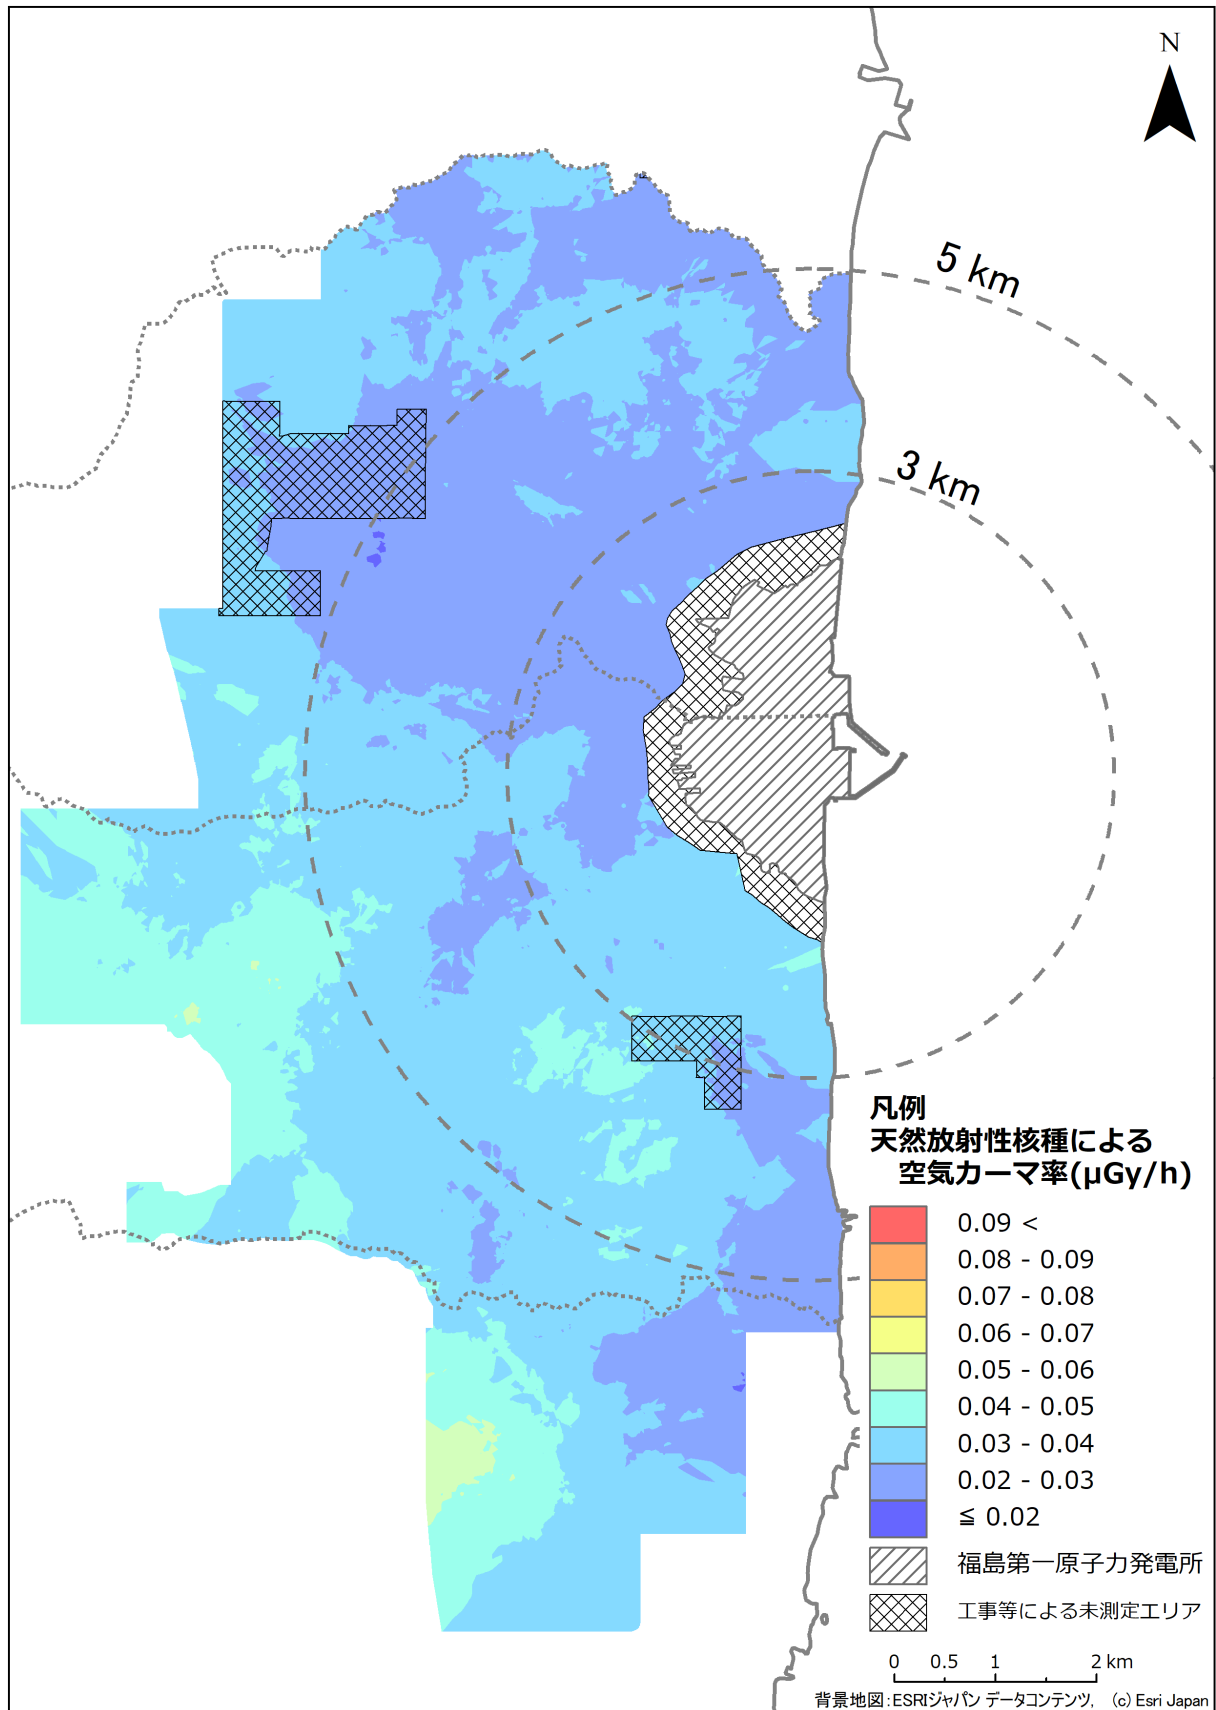 N
5 km
3 km
凡例
天然放射性核種による
空気カーマ率(μGy/h)
0.09 <
0.08 - 0.09
0.07 - 0.08
0.06 - 0.07
0.05 - 0.06
0.04 - 0.05
0.03 - 0.04
0.02 - 0.03
≦ 0.02
福島第一原子力発電所
工事等による未測定エリア
0 0.5 1 2 km
背景地図:ESRIジャパン データコンテンツ, (c) Esri Japan